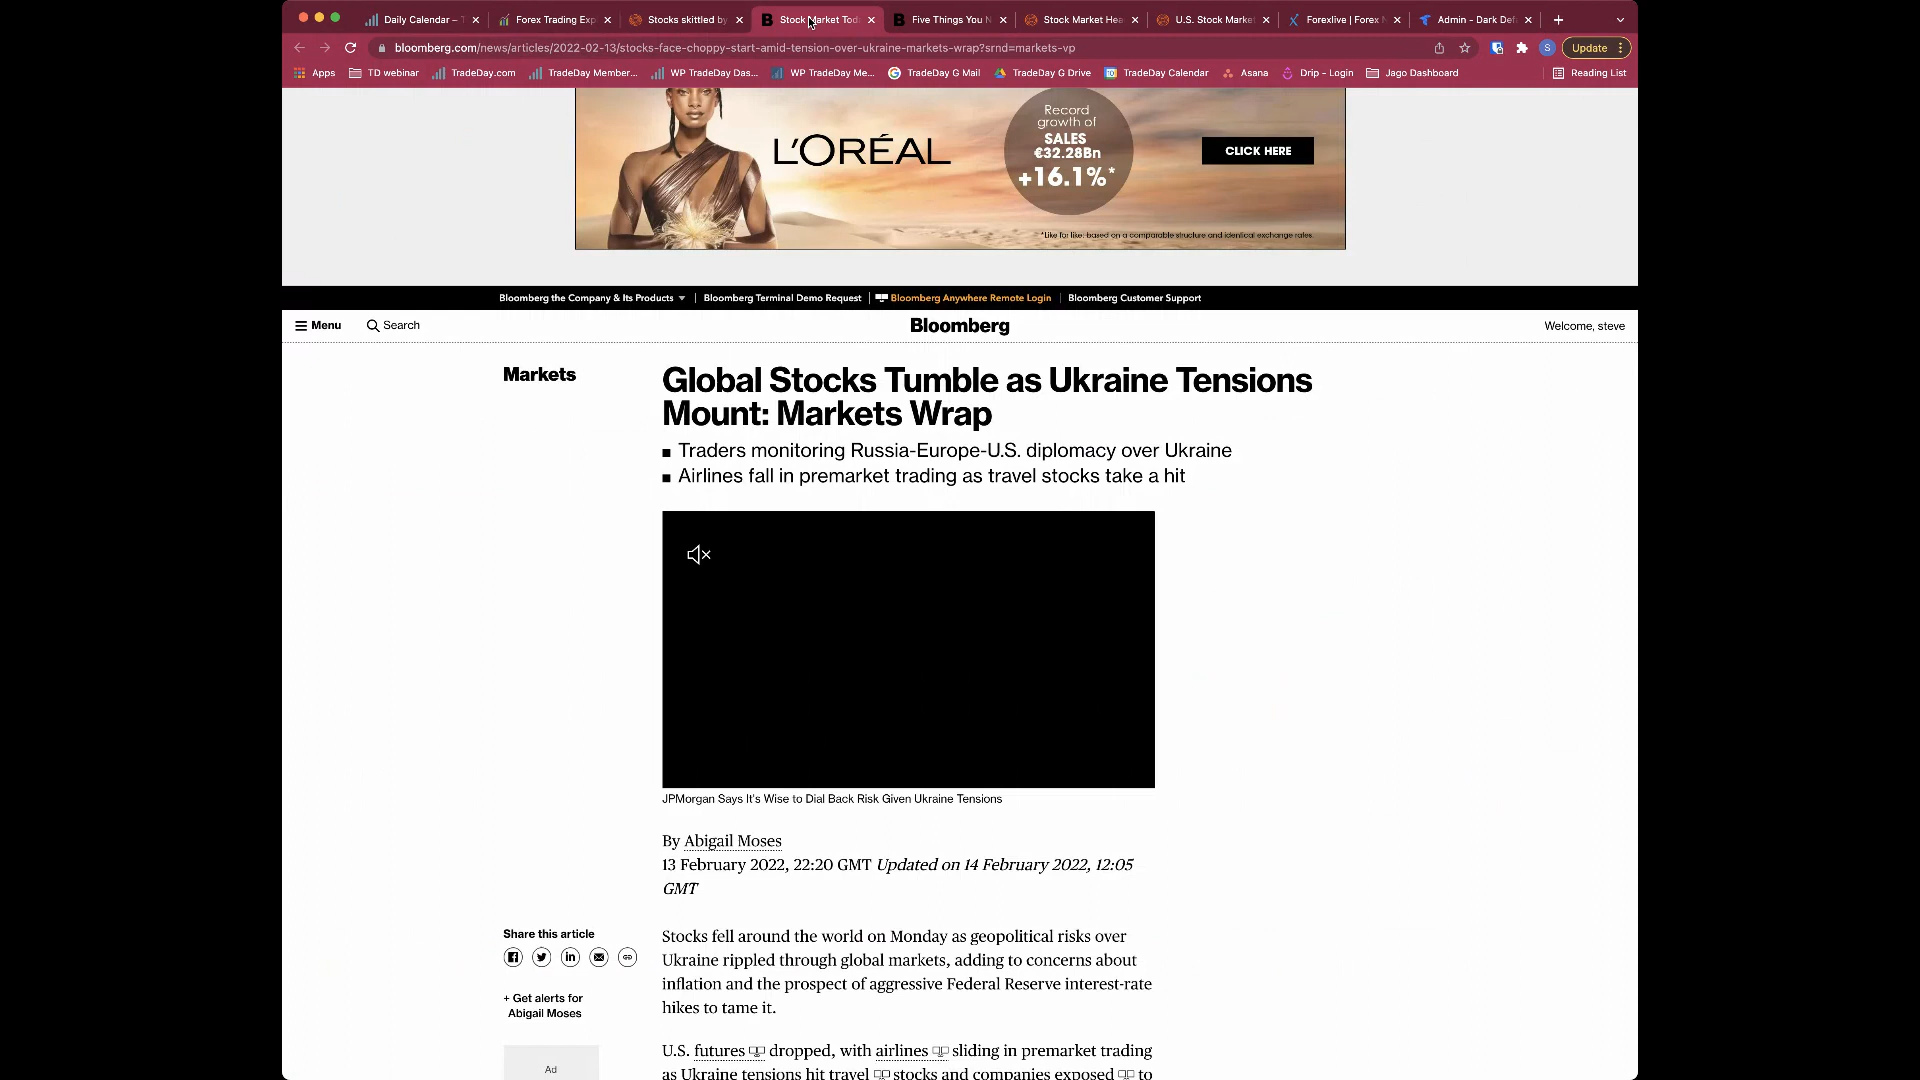 Daily Calendar –
Forex Trading Exp
Stocks skittled by
Stock Market Tod
Five Things You N
Stock Market Hea
U.S. Stock Market
Forexlive | Forex N
Admin - Dark Def
bloomberg.com/news/articles/2022-02-13/stocks-face-choppy-start-amid-tension-over-ukraine-markets-wrap?srnd=markets-vp
S
Update
Apps
TD webinar
TradeDay.com
TradeDay Member...
WP TradeDay Das...
WP TradeDay Me...
TradeDay G Mail
TradeDay G Drive
TradeDay Calendar
Asana
Drip - Login
Jago Dashboard
Reading List
L'ORÉAL
Record
growth of
SALES
€32.28Bn
+16.1%*
CLICK HERE
*Like for like: based on a comparable structure and identical exchange rates.
Bloomberg the Company & Its Products
Bloomberg Terminal Demo Request
Bloomberg Anywhere Remote Login
Bloomberg Customer Support
Menu
Search
Bloomberg
Welcome, steve
Markets
Global Stocks Tumble as Ukraine Tensions
Mount: Markets Wrap
Traders monitoring Russia-Europe-U.S. diplomacy over Ukraine
Airlines fall in premarket trading as travel stocks take a hit
JPMorgan Says It's Wise to Dial Back Risk Given Ukraine Tensions
By Abigail Moses
13 February 2022, 22:20 GMT Updated on 14 February 2022, 12:05
GMT
Share this article
+ Get alerts for
Abigail Moses
Ad
Stocks fell around the world on Monday as geopolitical risks over
Ukraine rippled through global markets, adding to concerns about
inflation and the prospect of aggressive Federal Reserve interest-rate
hikes to tame it.
U.S. futures dropped, with airlines sliding in premarket trading
as Ukraine tensions hit travel stocks and companies exposed to